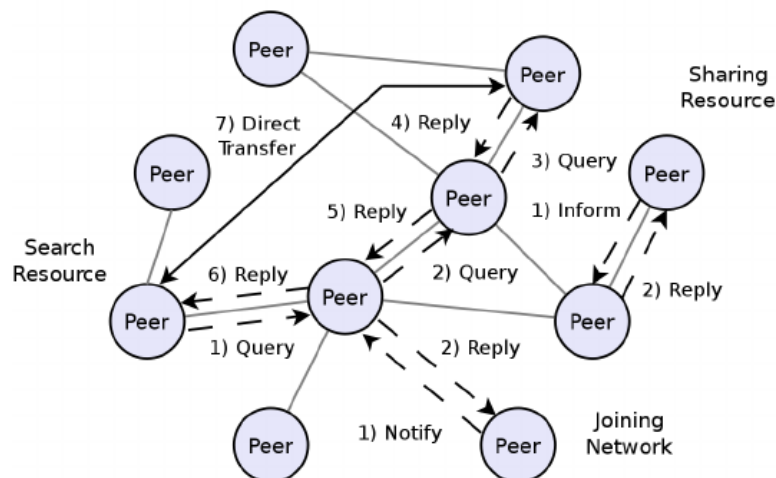 Peer
Peer
Sharing
Resource
7) Direct
Transfer
4) Reply
Peer
3) Query
Peer
Peer
1) Inform
5) Reply
Search
Resource
6) Reply
2) Query
2) Reply
Peer
Peer
Peer
1) Query
2) Reply
1) Notify
Joining
Network
Peer
Peer